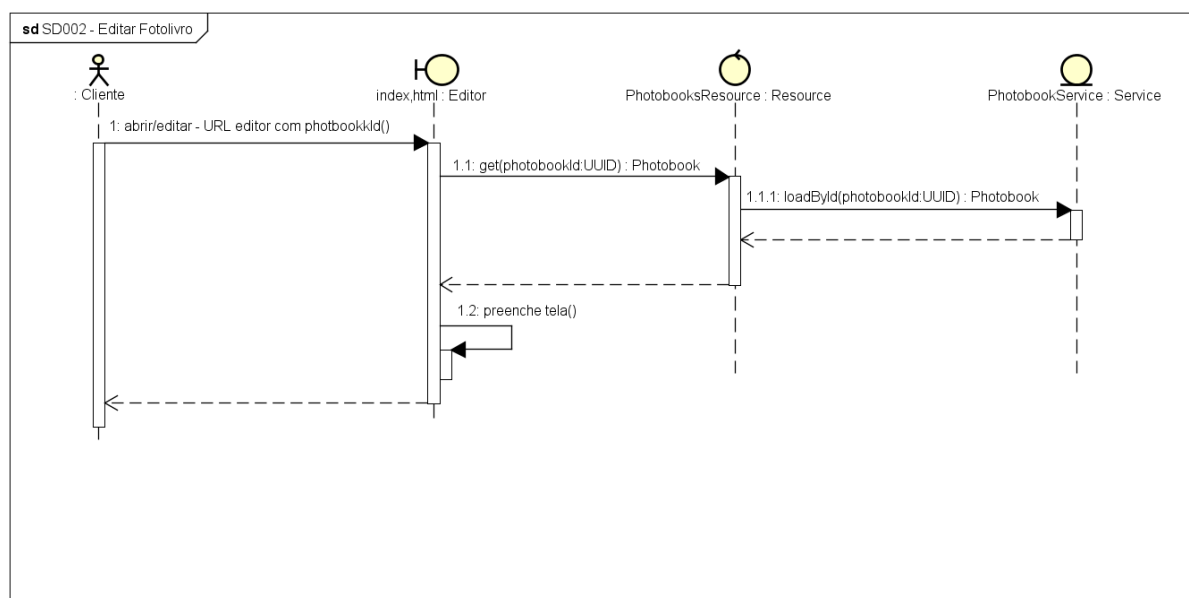 sd SD002 - Editar Fotolivro
: Cliente
index,html : Editor
PhotobooksResource : Resource
PhotobookService : Service
1: abrir/editar - URL editor com photbookkId()
1.1: get(photobookId:UUID) : Photobook
1.1.1: loadById(photobookId:UUID) : Photobook
1.2: preenche tela()